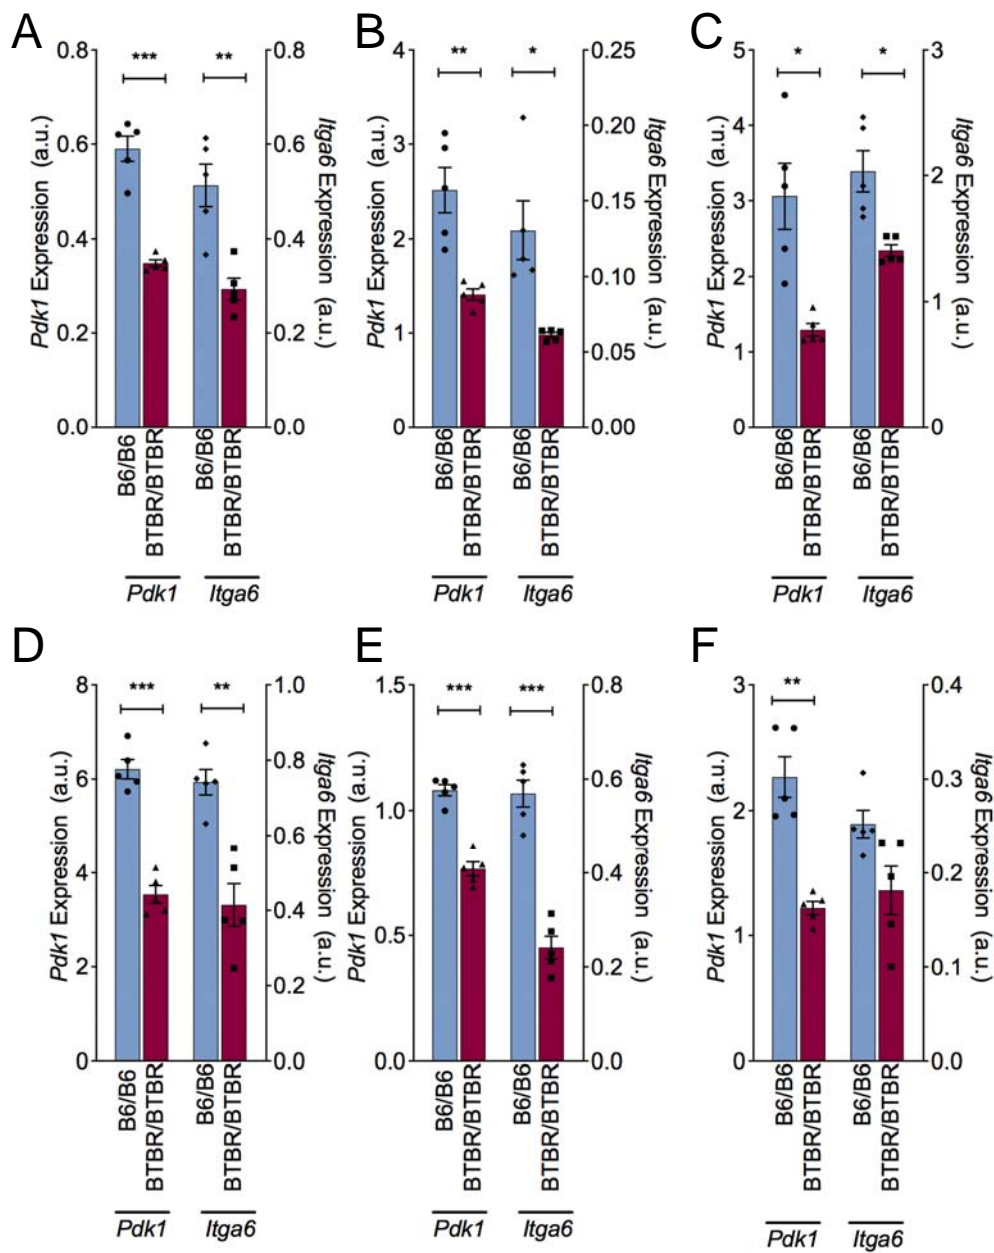 A
B
C
0.8
0.6
0.4
0.2
0.0
Pdk1 Expression (a.u.)
***
**
0.8
0.6
0.4
0.2
0.0
Itga6 Expression (a.u.)
B6/B6
BTBR/BTBR
B6/B6
BTBR/BTBR
Pdk1
Itga6
4
3
2
1
0
Pdk1 Expression (a.u.)
**
*
0.25
0.20
0.15
0.10
0.05
0.00
Itga6 Expression (a.u.)
B6/B6
BTBR/BTBR
B6/B6
BTBR/BTBR
Pdk1
Itga6
5
4
3
2
1
0
Pdk1 Expression (a.u.)
*
*
3
2
1
0
Itga6 Expression (a.u.)
B6/B6
BTBR/BTBR
B6/B6
BTBR/BTBR
Pdk1
Itga6
D
E
F
8
6
4
2
0
Pdk1 Expression (a.u.)
***
**
1.0
0.8
0.6
0.4
0.2
0.0
Itga6 Expression (a.u.)
B6/B6
BTBR/BTBR
B6/B6
BTBR/BTBR
Pdk1
Itga6
1.5
1.0
0.5
0.0
Pdk1 Expression (a.u.)
***
***
0.8
0.6
0.4
0.2
0.0
Itga6 Expression (a.u.)
B6/B6
BTBR/BTBR
B6/B6
BTBR/BTBR
Pdk1
Itga6
3
2
1
0
Pdk1 Expression (a.u.)
**
0.4
0.3
0.2
0.1
0.0
Itga6 Expression (a.u.)
B6/B6
BTBR/BTBR
B6/B6
BTBR/BTBR
Pdk1
Itga6